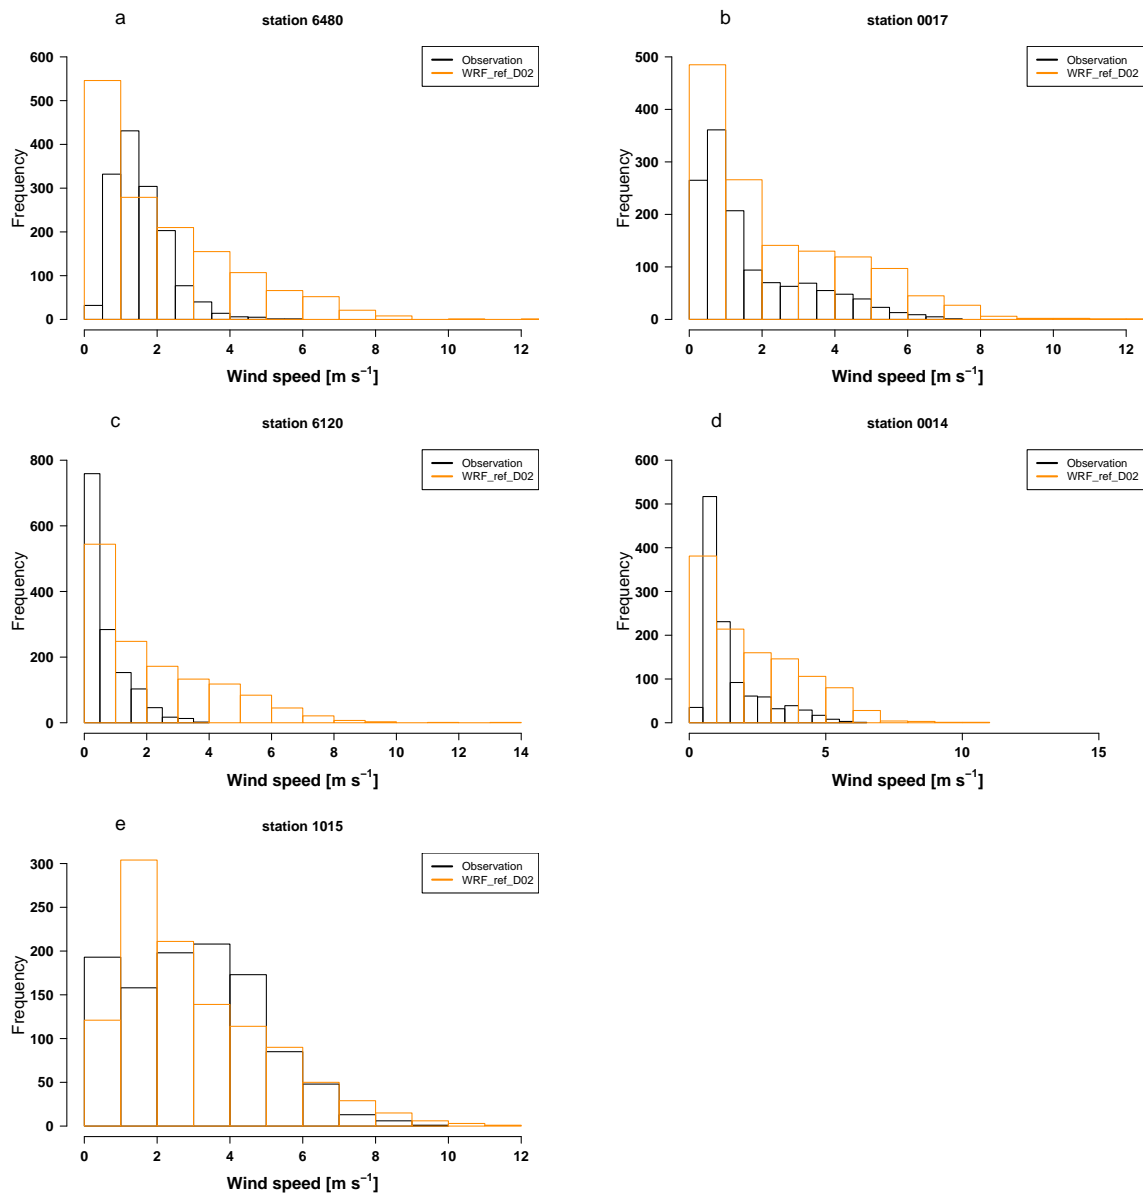 a
station 6480
Observation
WRF_ref_D02
Frequency
600
500
400
300
200
100
0
0 2 4 6 8 10 12
Wind speed [m s⁻¹]
b
station 0017
Observation
WRF_ref_D02
Frequency
500
400
300
200
100
0
0 2 4 6 8 10 12
Wind speed [m s⁻¹]
c
station 6120
Observation
WRF_ref_D02
Frequency
800
600
400
200
0
0 2 4 6 8 10 12 14
Wind speed [m s⁻¹]
d
station 0014
Observation
WRF_ref_D02
Frequency
600
500
400
300
200
100
0
0 5 10 15
Wind speed [m s⁻¹]
e
station 1015
Observation
WRF_ref_D02
Frequency
300
250
200
150
100
50
0
0 2 4 6 8 10 12
Wind speed [m s⁻¹]